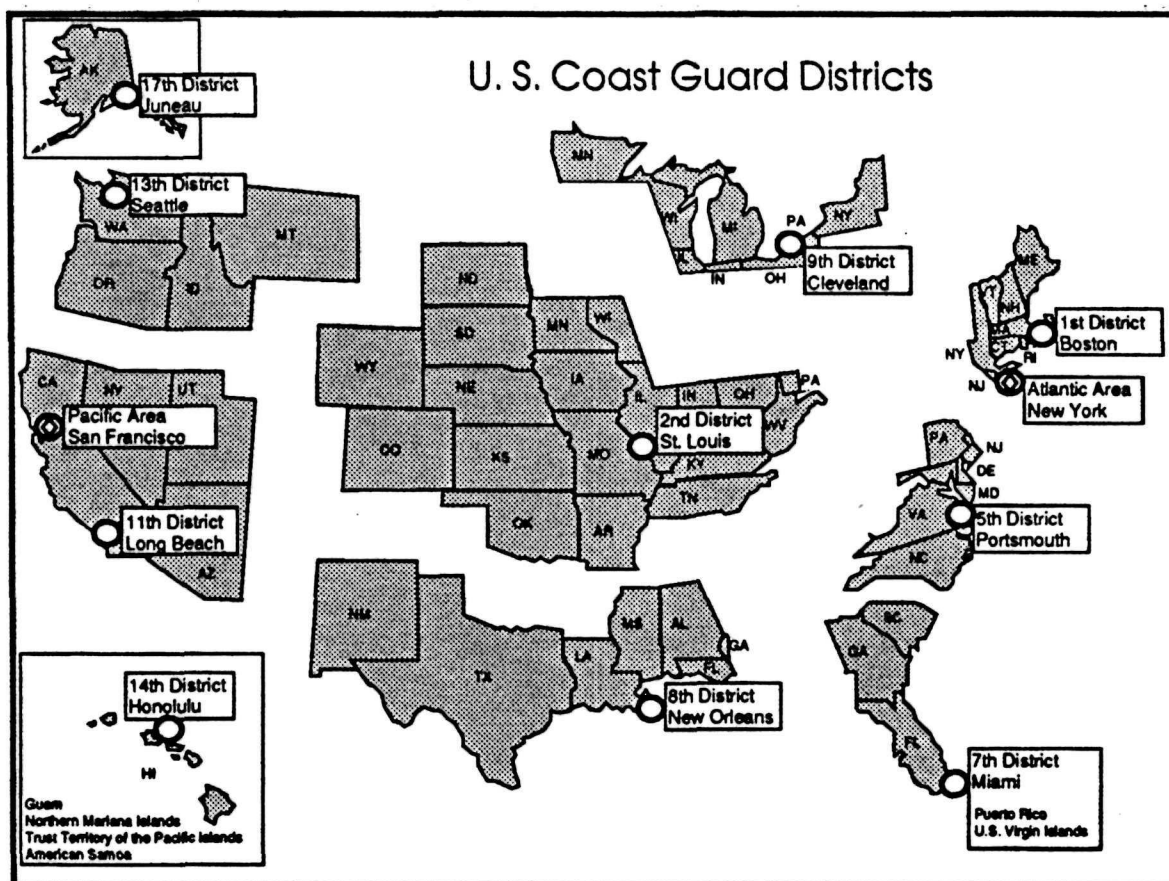 U. S. Coast Guard Districts
AK
17th District
Juneau
13th District
Seattle
WA
MT
OR
ID
MN
WI
MI
PA
NY
IL
IN
OH
9th District
Cleveland
ME
VT
NH
MA
CT
RI
NY
NJ
1st District
Boston
Atlantic Area
New York
CA
NV
UT
Pacific Area
San Francisco
11th District
Long Beach
AZ
ND
SD
MN
WI
WY
NE
IA
IL
IN
OH
PA
WV
CO
KS
MO
KY
2nd District
St. Louis
TN
OK
AR
PA
NJ
DE
MD
VA
5th District
Portsmouth
NC
NM
TX
LA
MS
AL
GA
FL
8th District
New Orleans
SC
GA
FL
7th District
Miami
Puerto Rico
U.S. Virgin Islands
14th District
Honolulu
HI
Guam
Northern Mariana Islands
Trust Territory of the Pacific Islands
American Samoa